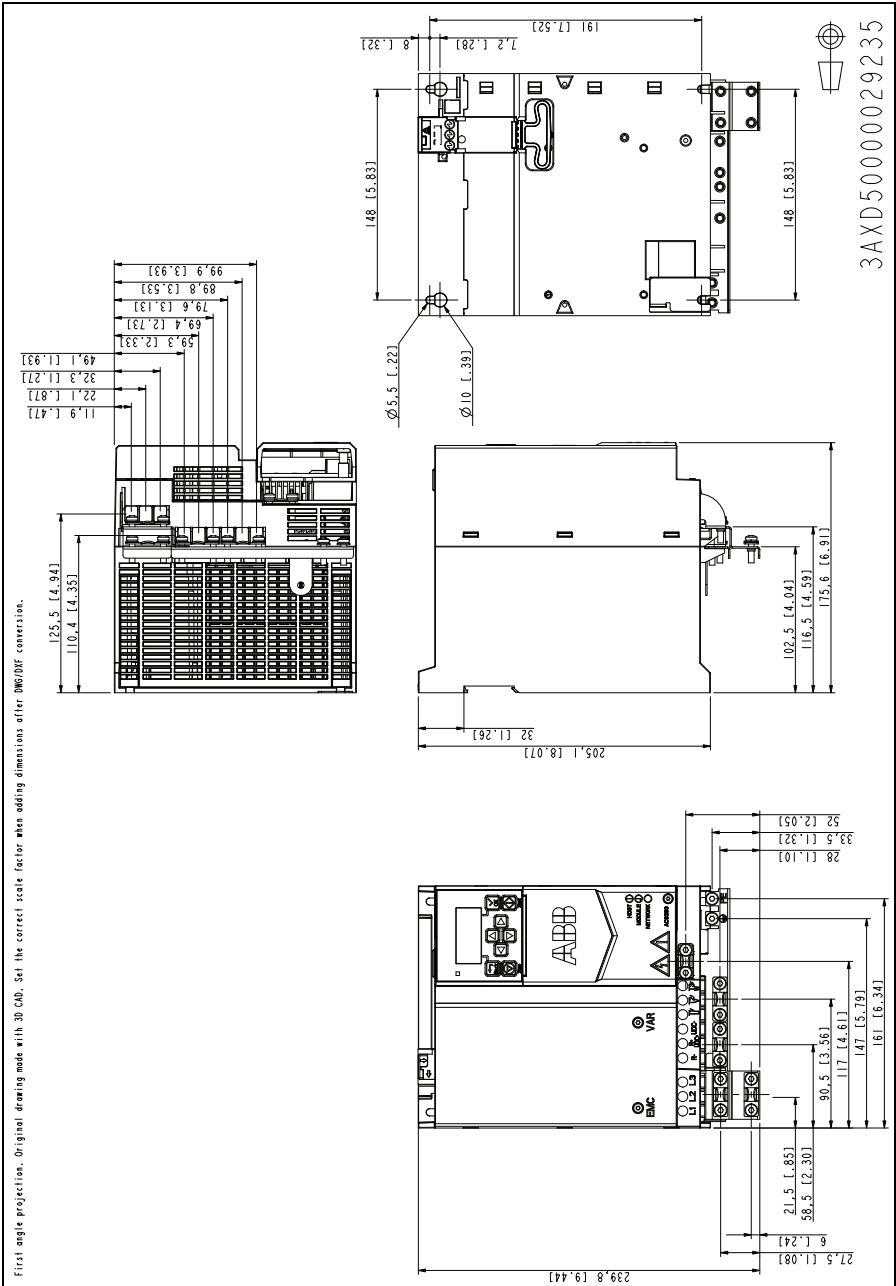 191 [7.52]
7,2 [.28]
8 [.32]
148 [5.83]
148 [5.83]
Ø5,5 [.22]
Ø10 [.39]
3AXD50000029235
99,9 [3.93]
89,8 [3.53]
79,6 [3.13]
69,4 [2.73]
59,3 [2.33]
49,1 [1.93]
32,3 [1.27]
22,1 [.87]
11,9 [.47]
125,5 [4.94]
110,4 [4.35]
102,5 [4.04]
116,5 [4.59]
175,6 [6.91]
32 [1.26]
205,1 [8.07]
52 [2.05]
33,5 [1.32]
28 [1.10]
ABB
HOST
MODULE
NETWORK
ACS380
VAR
EMC
UDC-
R-
L3
L2
L1
90,5 [3.56]
117 [4.61]
147 [5.79]
161 [6.34]
21,5 [.85]
58,5 [2.30]
6 [.24]
27,5 [1.08]
239,8 [9.44]
First angle projection. Original drawing made with 3D CAD. Set the correct scale factor when adding dimensions after DWG/DXF conversion.